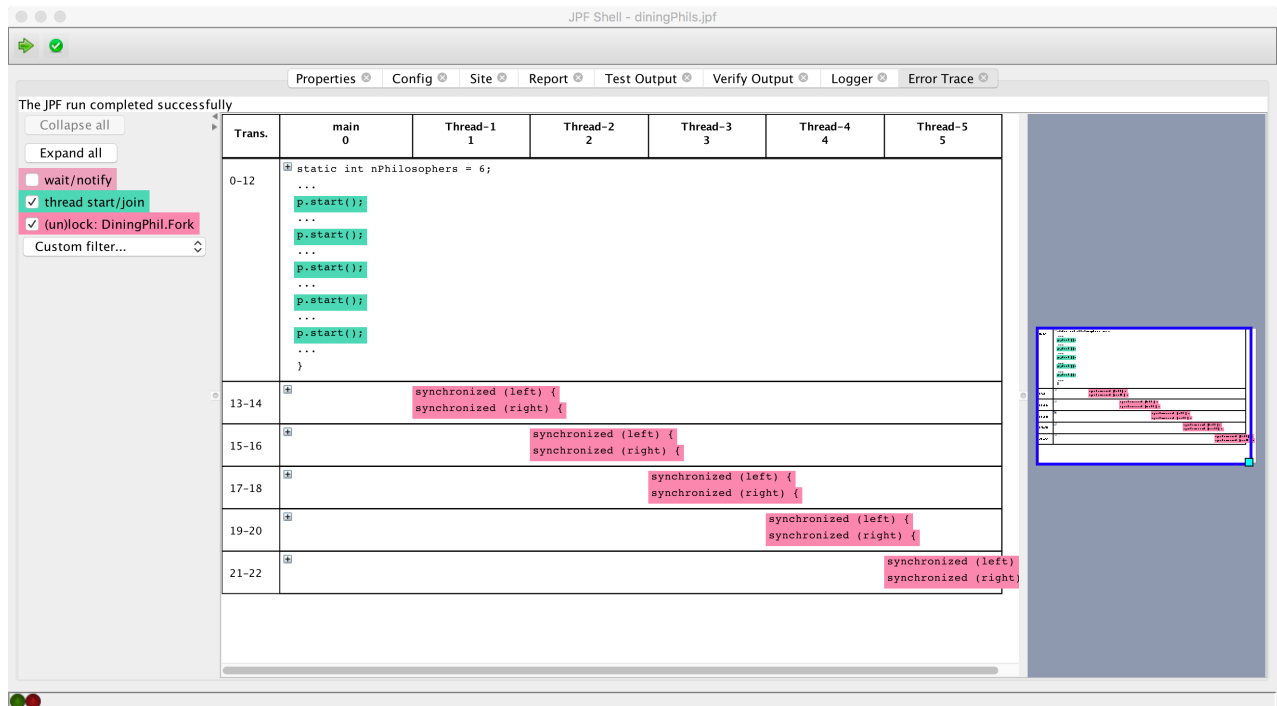 JPF Shell - diningPhils.jpf
Properties Config Site Report Test Output Verify Output Logger Error Trace
The JPF run completed successfully
Collapse all
Expand all
wait/notify
thread start/join
(un)lock: DiningPhil.Fork
Custom filter...
Trans. main Thread-1 Thread-2 Thread-3 Thread-4 Thread-5
0 1 2 3 4 5
0-12
static int nPhilosophers = 6;
...
p.start();
...
p.start();
...
p.start();
...
p.start();
...
p.start();
...
}
13-14
synchronized (left) {
synchronized (right) {
15-16
synchronized (left) {
synchronized (right) {
17-18
synchronized (left) {
synchronized (right) {
19-20
synchronized (left) {
synchronized (right) {
21-22
synchronized (left)
synchronized (right)